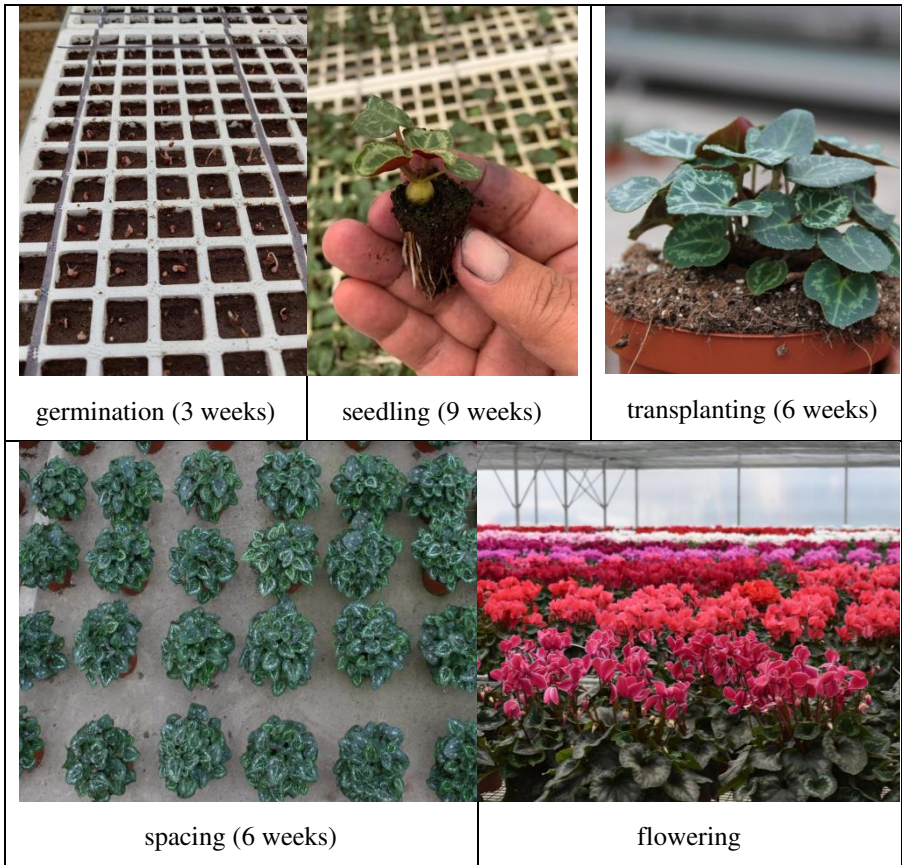 germination (3 weeks)
seedling (9 weeks)
transplanting (6 weeks)
spacing (6 weeks)
flowering